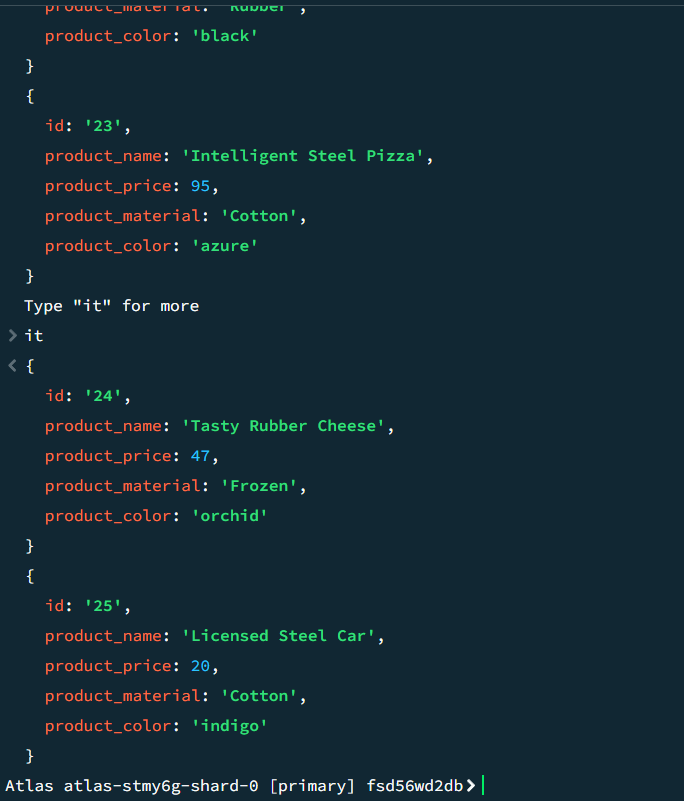 product_material: 'Rubber',
product_color: 'black'
}
{
id: '23',
product_name: 'Intelligent Steel Pizza',
product_price: 95,
product_material: 'Cotton',
product_color: 'azure'
}
Type "it" for more
> it
< {
id: '24',
product_name: 'Tasty Rubber Cheese',
product_price: 47,
product_material: 'Frozen',
product_color: 'orchid'
}
{
id: '25',
product_name: 'Licensed Steel Car',
product_price: 20,
product_material: 'Cotton',
product_color: 'indigo'
}
Atlas atlas-stmy6g-shard-0 [primary] fsd56wd2db>